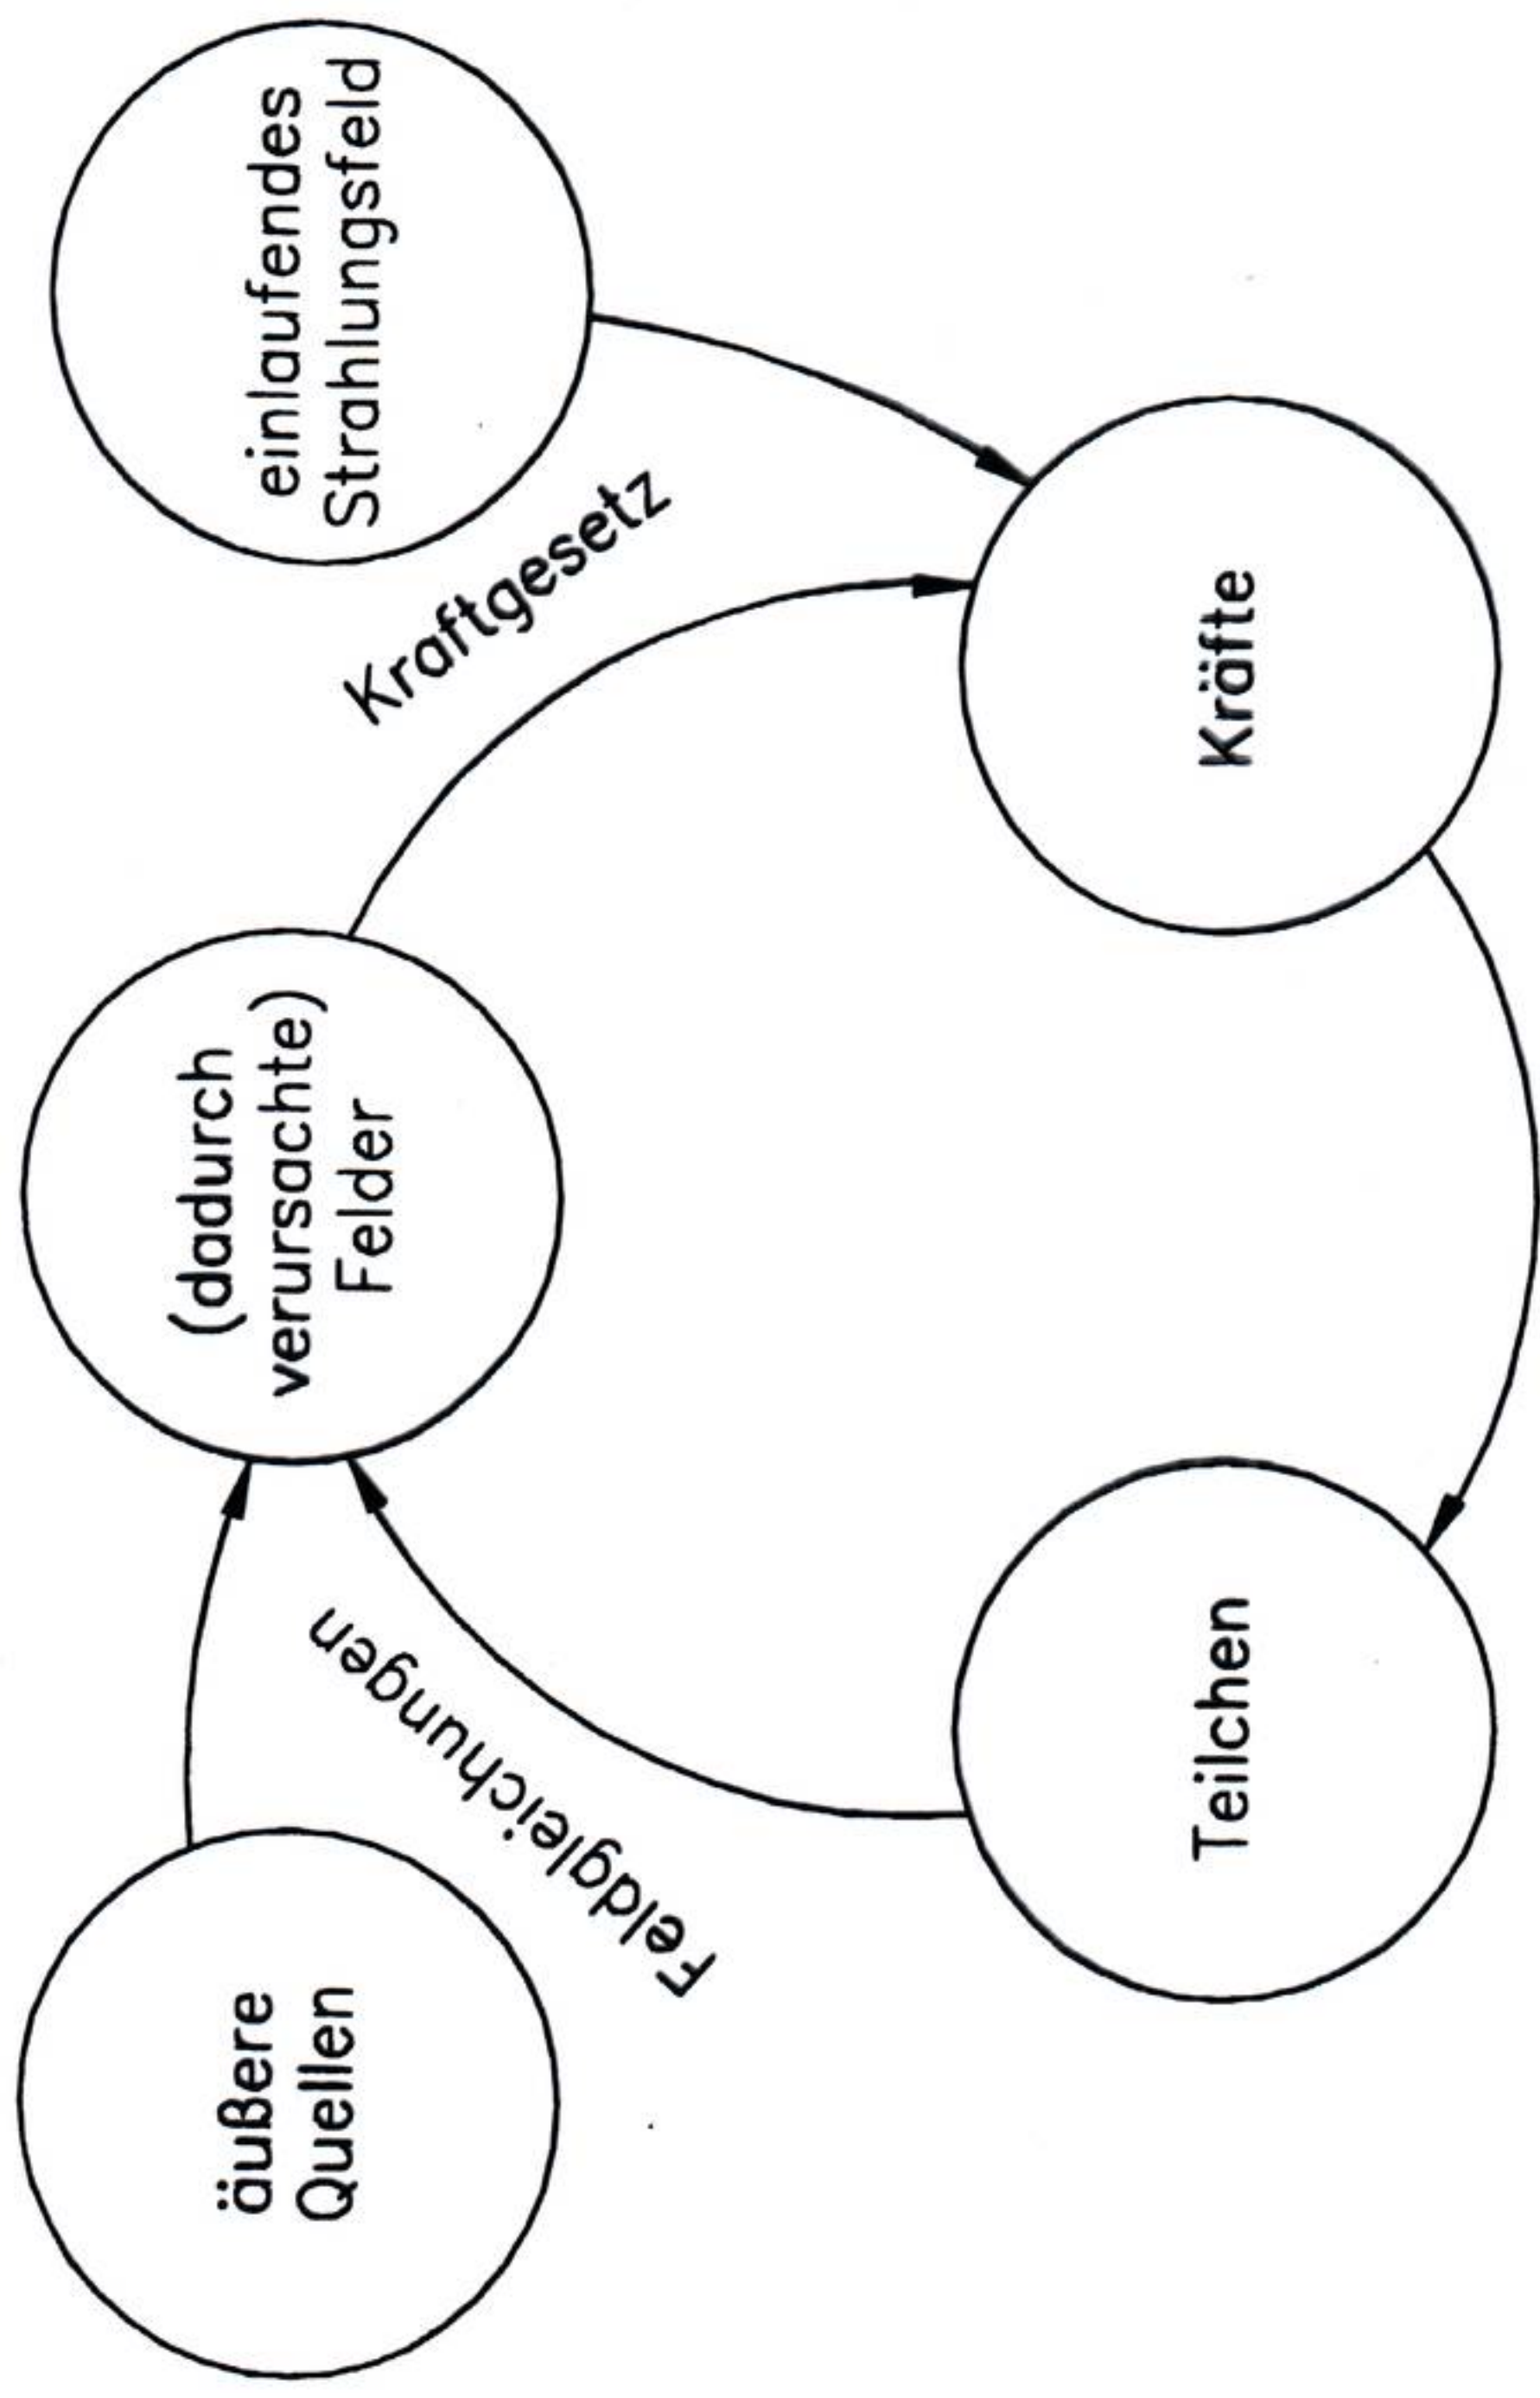 äußere
Quellen
(dadurch
verursachte)
Felder
einlaufendes
Strahlungsfeld
Feldgleichungen
Kraftgesetz
Teilchen
Kräfte